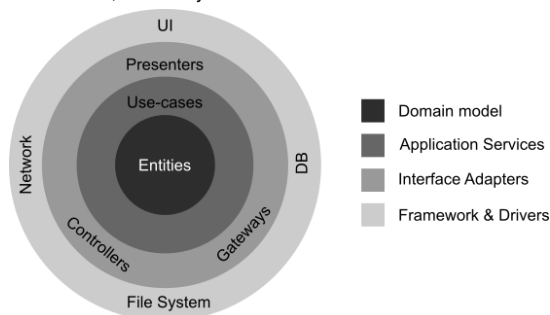 UI
Presenters
Use-cases
Entities
Network
DB
Controllers
Gateways
File System
Domain model
Application Services
Interface Adapters
Framework & Drivers